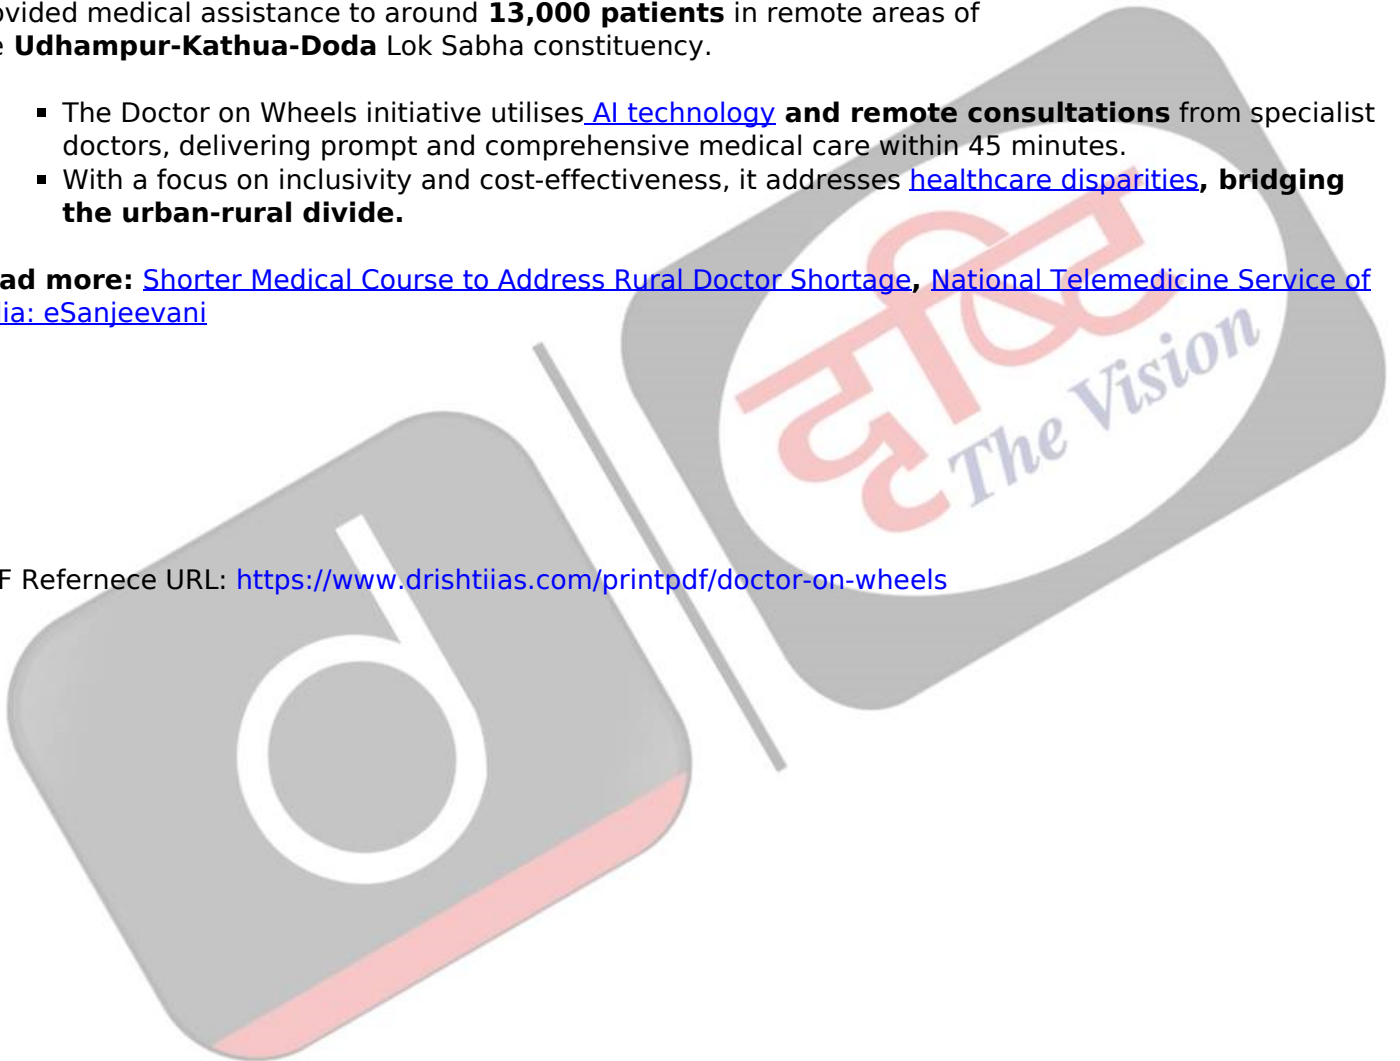 ovided medical assistance to around 13,000 patients in remote areas of
e Udhampur-Kathua-Doda Lok Sabha constituency.
▪ The Doctor on Wheels initiative utilises AI technology and remote consultations from specialist
doctors, delivering prompt and comprehensive medical care within 45 minutes.
▪ With a focus on inclusivity and cost-effectiveness, it addresses healthcare disparities, bridging
the urban-rural divide.
ad more: Shorter Medical Course to Address Rural Doctor Shortage, National Telemedicine Service of
dia: eSanjeevani
दृष्टि
The Vision
d
F Refernece URL: https://www.drishtiias.com/printpdf/doctor-on-wheels